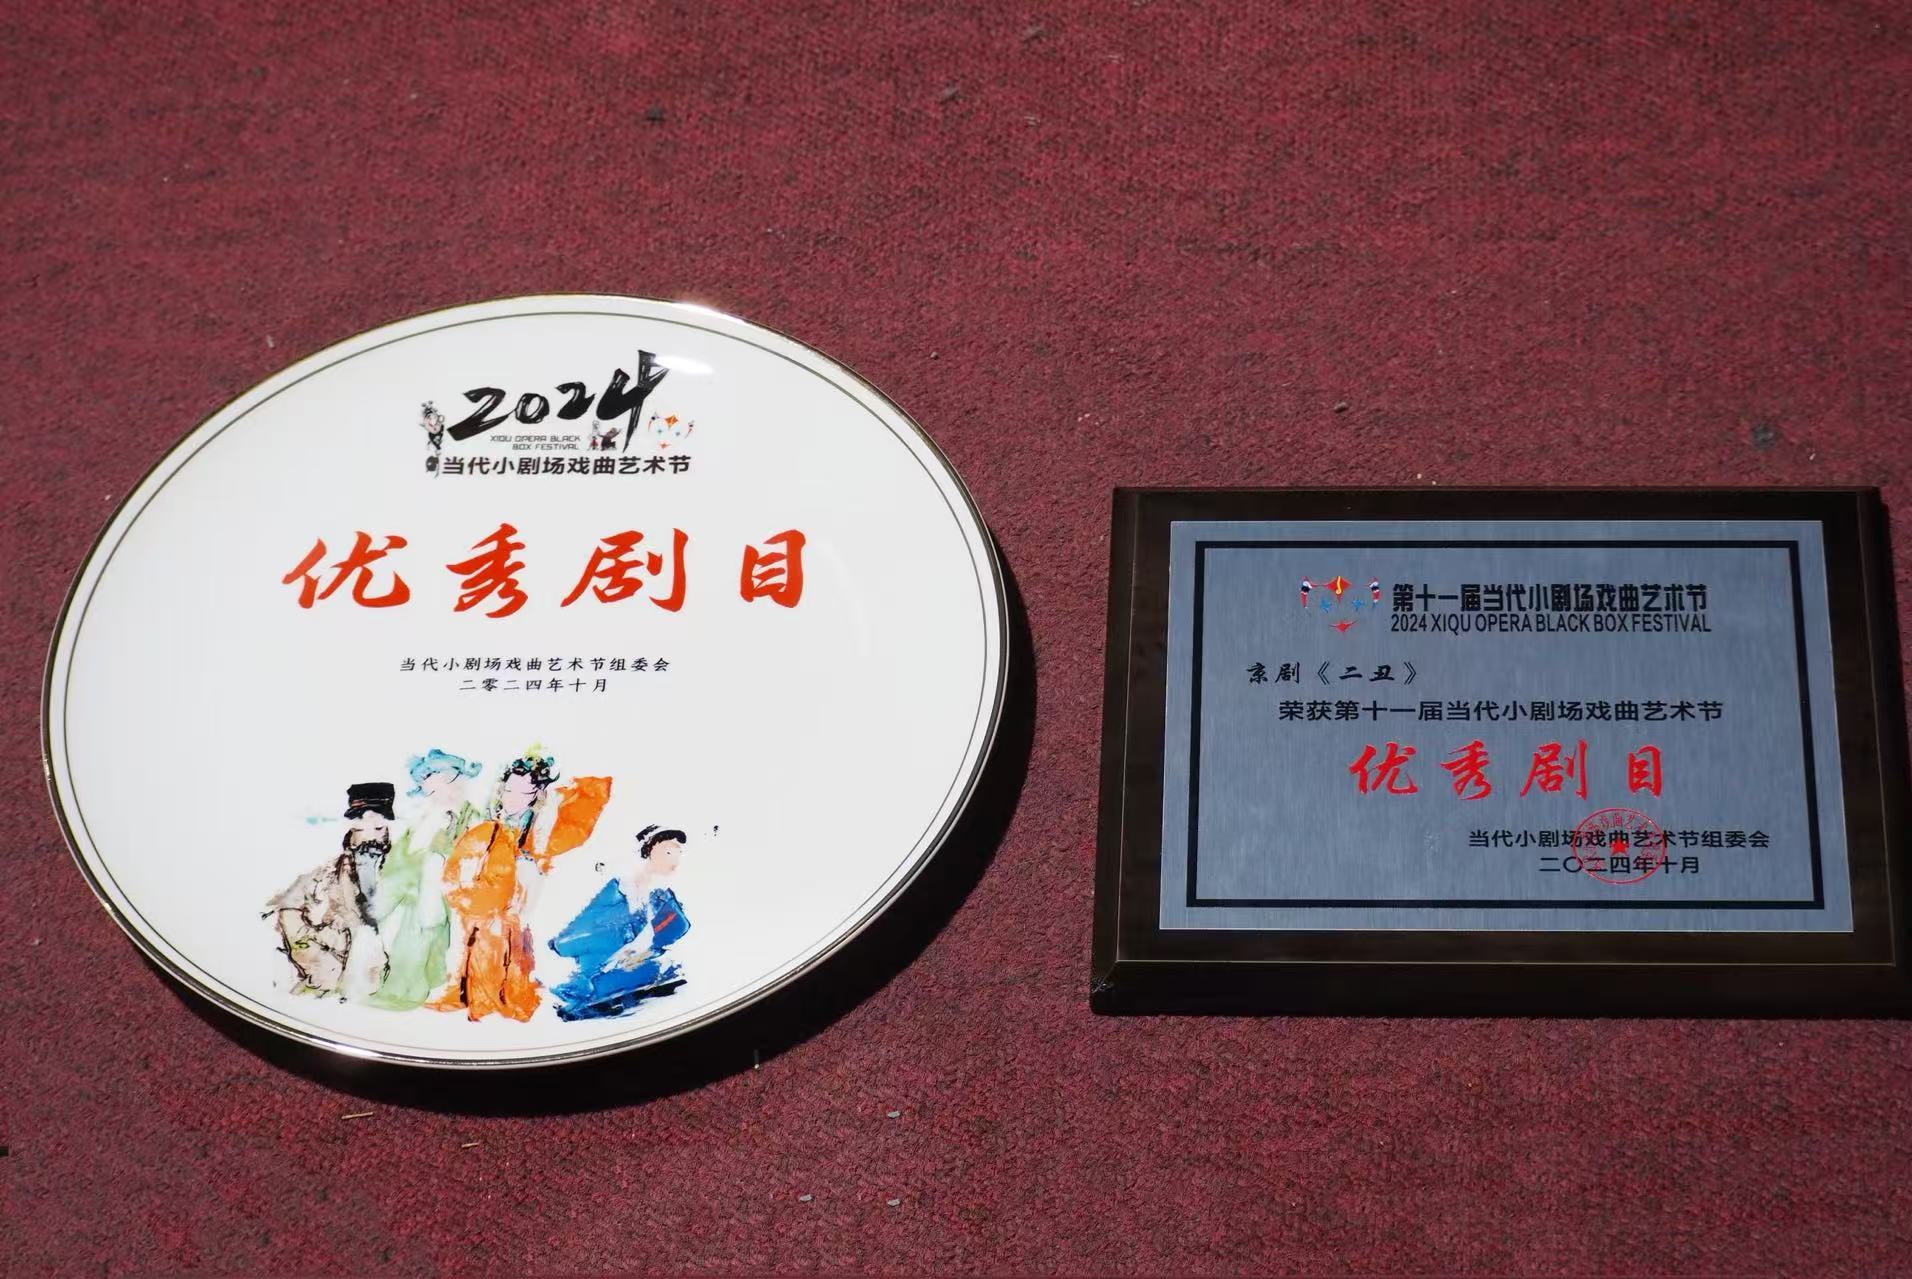 2024
XIQU OPERA BLACK
BOX FESTIVAL
当代小剧场戏曲艺术节
优秀剧目
当代小剧场戏曲艺术节组委会
二零二四年十月
第十一届当代小剧场戏曲艺术节
2024 XIQU OPERA BLACK BOX FESTIVAL
京剧《二丑》
荣获第十一届当代小剧场戏曲艺术节
优秀剧目
当代小剧场戏曲艺术节组委会
二〇二四年十月